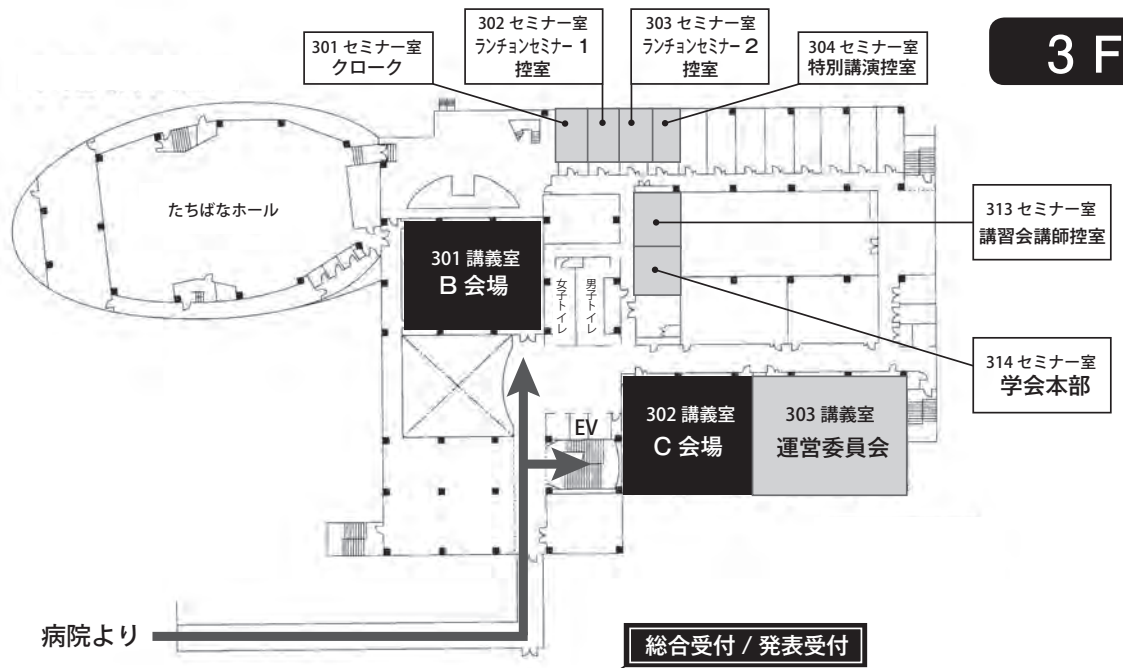 3 F
301 セミナー室
クローク
302 セミナー室
ランチョンセミナー 1
控室
303 セミナー室
ランチョンセミナー 2
控室
304 セミナー室
特別講演控室
たちばなホール
301 講義室
B 会場
女子トイレ
男子トイレ
313 セミナー室
講習会講師控室
314 セミナー室
学会本部
EV
302 講義室
C 会場
303 講義室
運営委員会
病院より
総合受付 / 発表受付